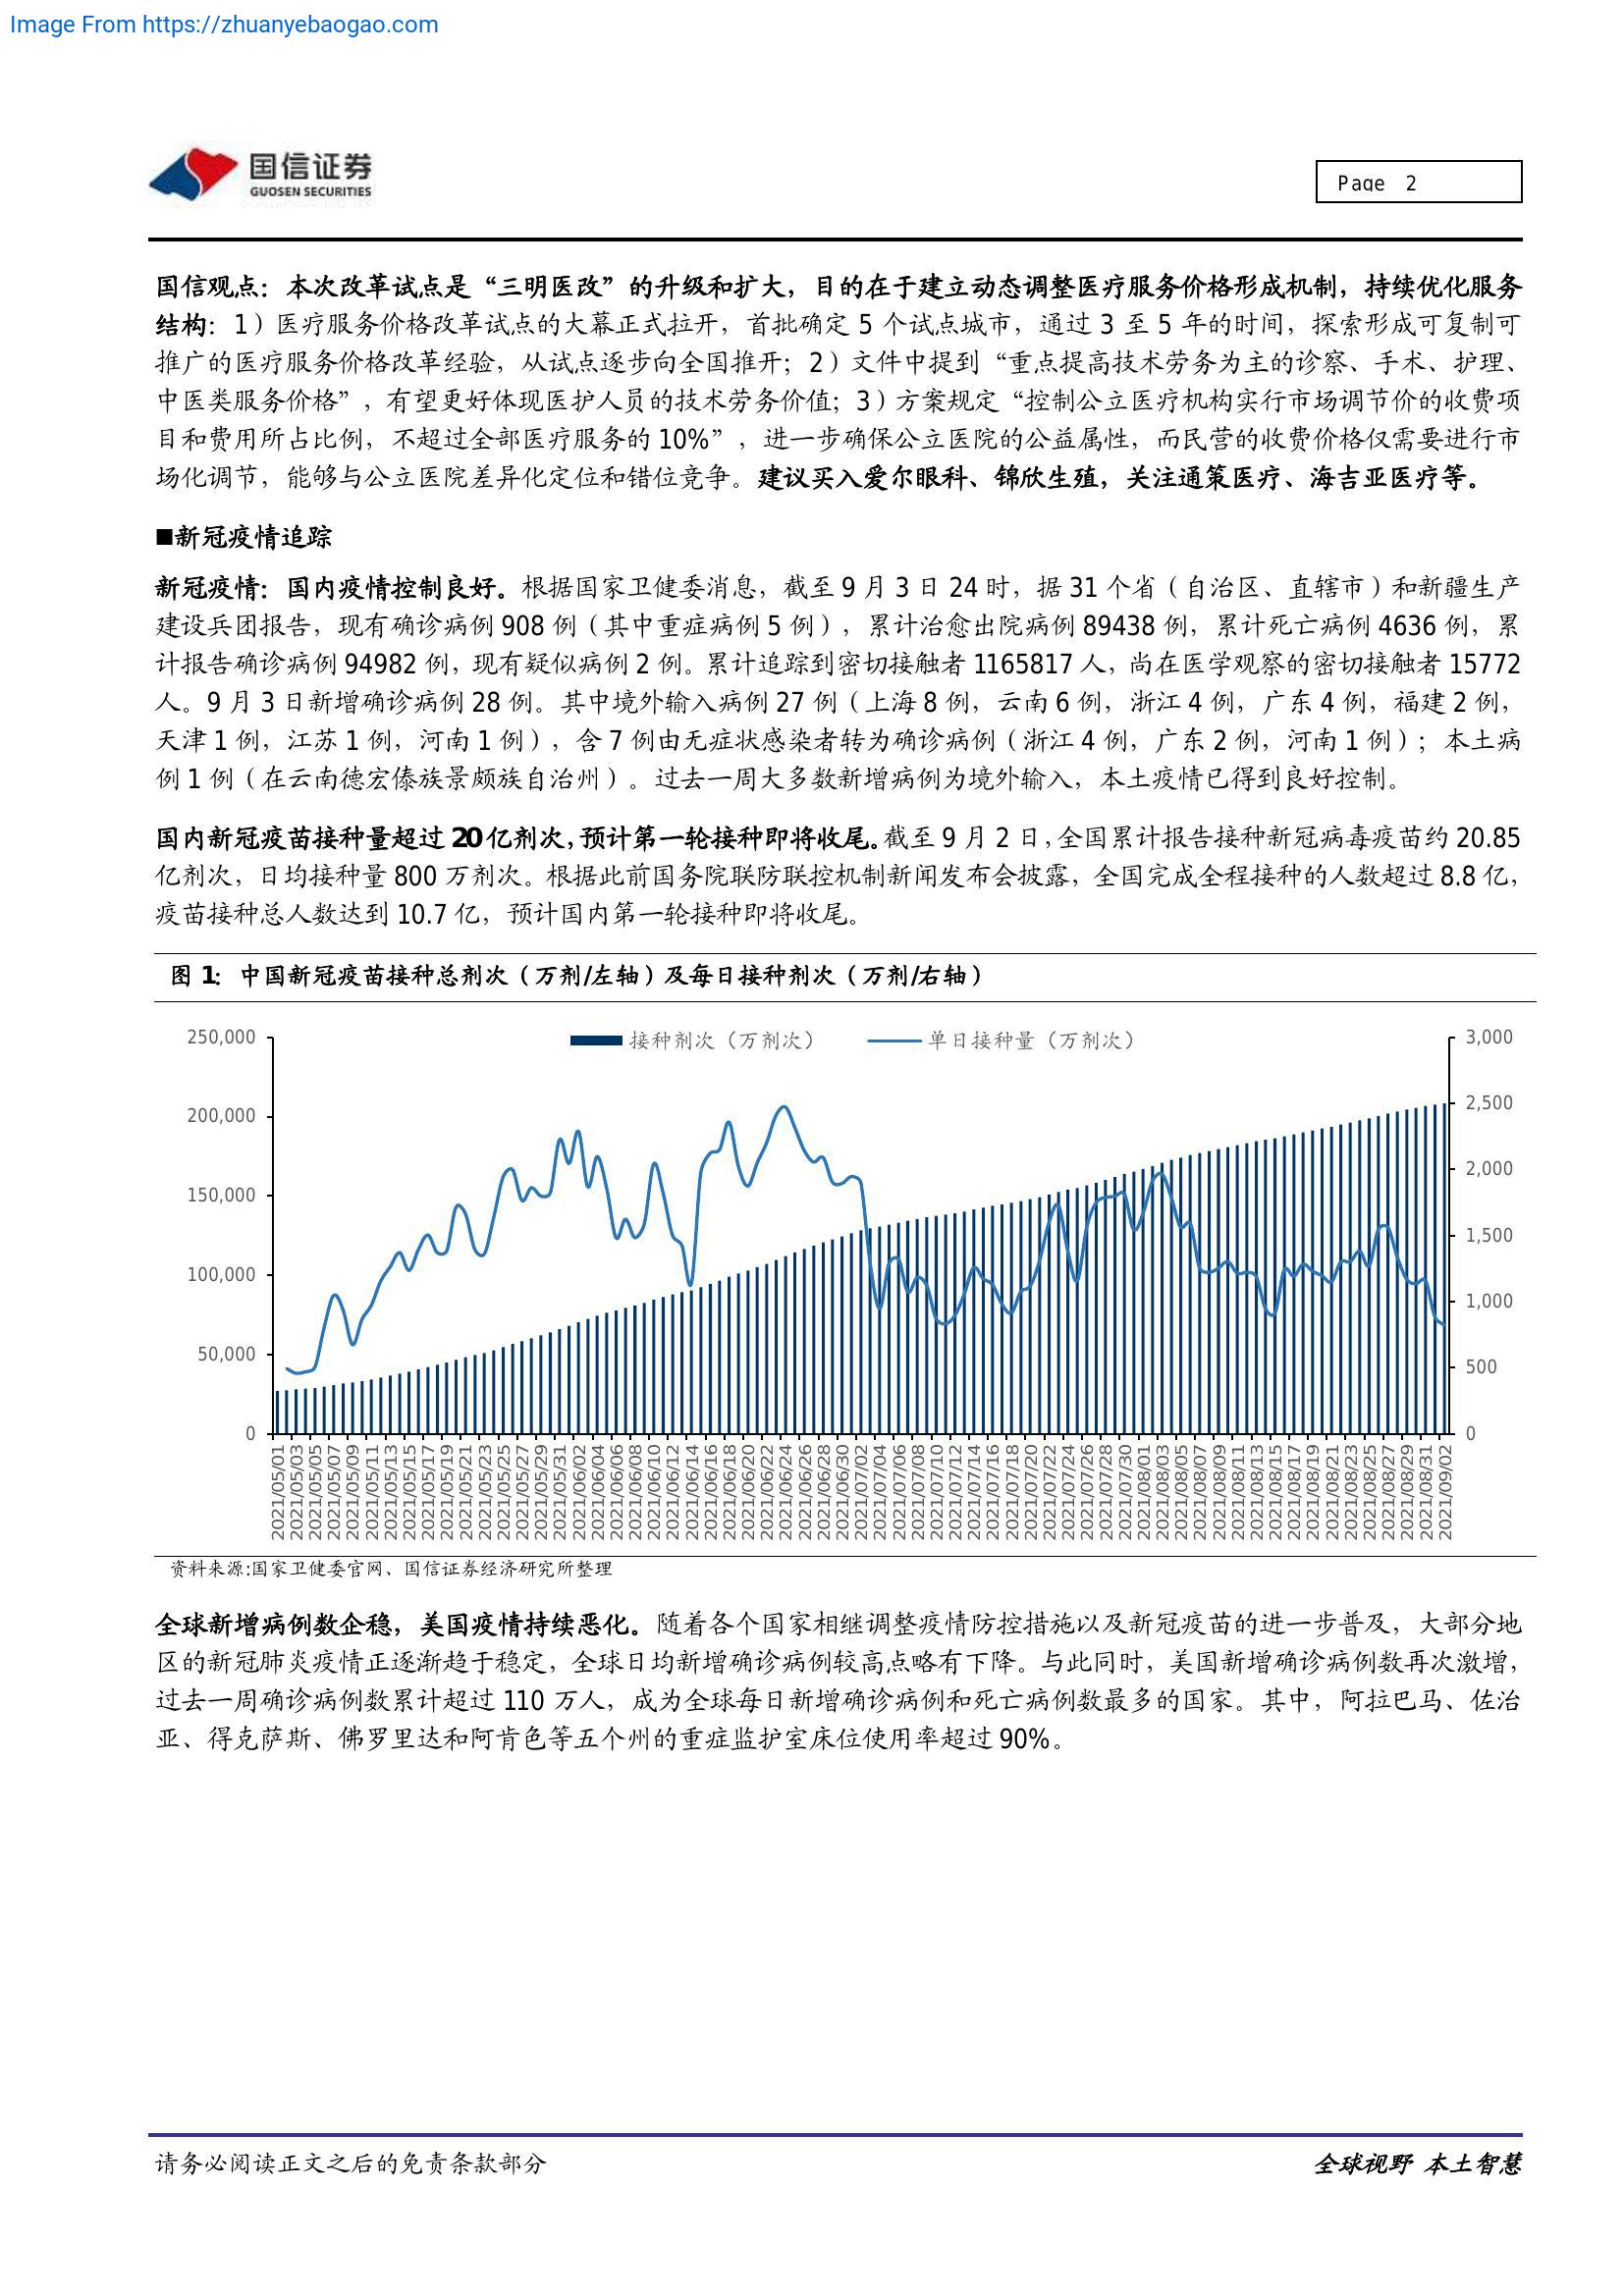 Image From https://zhuanyebaogao.com
国信证券
GUOSEN SECURITIES
Page 2
国信观点：本次改革试点是“三明医改”的升级和扩大，目的在于建立动态调整医疗服务价格形成机制，持续优化服务
结构：1）医疗服务价格改革试点的大幕正式拉开，首批确定 5 个试点城市，通过 3 至 5 年的时间，探索形成可复制可
推广的医疗服务价格改革经验，从试点逐步向全国推开；2）文件中提到“重点提高技术劳务为主的诊察、手术、护理、
中医类服务价格”，有望更好体现医护人员的技术劳务价值；3）方案规定“控制公立医疗机构实行市场调节价的收费项
目和费用所占比例，不超过全部医疗服务的 10%”，进一步确保公立医院的公益属性，而民营的收费价格仅需要进行市
场化调节，能够与公立医院差异化定位和错位竞争。建议买入爱尔眼科、锦欣生殖，关注通策医疗、海吉亚医疗等。
■新冠疫情追踪
新冠疫情：国内疫情控制良好。根据国家卫健委消息，截至 9 月 3 日 24 时，据 31 个省（自治区、直辖市）和新疆生产
建设兵团报告，现有确诊病例 908 例（其中重症病例 5 例），累计治愈出院病例 89438 例，累计死亡病例 4636 例，累
计报告确诊病例 94982 例，现有疑似病例 2 例。累计追踪到密切接触者 1165817 人，尚在医学观察的密切接触者 15772
人。9 月 3 日新增确诊病例 28 例。其中境外输入病例 27 例（上海 8 例，云南 6 例，浙江 4 例，广东 4 例，福建 2 例，
天津 1 例，江苏 1 例，河南 1 例），含 7 例由无症状感染者转为确诊病例（浙江 4 例，广东 2 例，河南 1 例）；本土病
例 1 例（在云南德宏傣族景颇族自治州）。过去一周大多数新增病例为境外输入，本土疫情已得到良好控制。
国内新冠疫苗接种量超过 20 亿剂次，预计第一轮接种即将收尾。截至 9 月 2 日，全国累计报告接种新冠病毒疫苗约 20.85
亿剂次，日均接种量 800 万剂次。根据此前国务院联防联控机制新闻发布会披露，全国完成全程接种的人数超过 8.8 亿，
疫苗接种总人数达到 10.7 亿，预计国内第一轮接种即将收尾。
图 1：中国新冠疫苗接种总剂次（万剂/左轴）及每日接种剂次（万剂/右轴）
接种剂次（万剂次） 单日接种量（万剂次）
250,000
200,000
150,000
100,000
50,000
0
3,000
2,500
2,000
1,500
1,000
500
0
2021/05/01
2021/05/03
2021/05/05
2021/05/07
2021/05/09
2021/05/11
2021/05/13
2021/05/15
2021/05/17
2021/05/19
2021/05/21
2021/05/23
2021/05/25
2021/05/27
2021/05/29
2021/05/31
2021/06/02
2021/06/04
2021/06/06
2021/06/08
2021/06/10
2021/06/12
2021/06/14
2021/06/16
2021/06/18
2021/06/20
2021/06/22
2021/06/24
2021/06/26
2021/06/28
2021/06/30
2021/07/02
2021/07/04
2021/07/06
2021/07/08
2021/07/10
2021/07/12
2021/07/14
2021/07/16
2021/07/18
2021/07/20
2021/07/22
2021/07/24
2021/07/26
2021/07/28
2021/07/30
2021/08/01
2021/08/03
2021/08/05
2021/08/07
2021/08/09
2021/08/11
2021/08/13
2021/08/15
2021/08/17
2021/08/19
2021/08/21
2021/08/23
2021/08/25
2021/08/27
2021/08/29
2021/08/31
2021/09/02
资料来源:国家卫健委官网、国信证券经济研究所整理
全球新增病例数企稳，美国疫情持续恶化。随着各个国家相继调整疫情防控措施以及新冠疫苗的进一步普及，大部分地
区的新冠肺炎疫情正逐渐趋于稳定，全球日均新增确诊病例较高点略有下降。与此同时，美国新增确诊病例数再次激增，
过去一周确诊病例数累计超过 110 万人，成为全球每日新增确诊病例和死亡病例数最多的国家。其中，阿拉巴马、佐治
亚、得克萨斯、佛罗里达和阿肯色等五个州的重症监护室床位使用率超过 90%。
请务必阅读正文之后的免责条款部分
全球视野 本土智慧